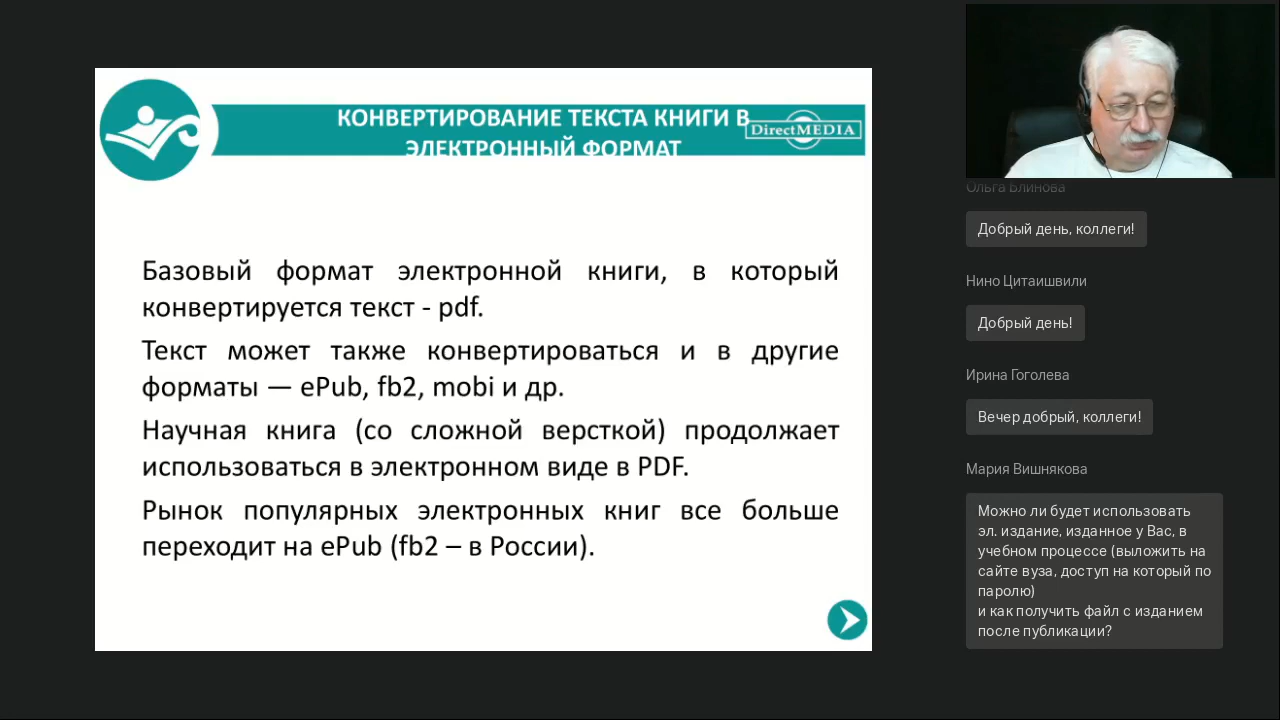 КОНВЕРТИРОВАНИЕ ТЕКСТА КНИГИ В
ЭЛЕКТРОННЫЙ ФОРМАТ
DirectMEDIA
Базовый формат электронной книги, в который
конвертируется текст - pdf.
Текст может также конвертироваться и в другие
форматы — ePub, fb2, mobi и др.
Научная книга (со сложной версткой) продолжает
использоваться в электронном виде в PDF.
Рынок популярных электронных книг все больше
переходит на ePub (fb2 – в России).
Ольга Блинова
Добрый день, коллеги!
Нино Цитаишвили
Добрый день!
Ирина Гоголева
Вечер добрый, коллеги!
Мария Вишнякова
Можно ли будет использовать
эл. издание, изданное у Вас, в
учебном процессе (выложить на
сайте вуза, доступ на который по
паролю)
и как получить файл с изданием
после публикации?